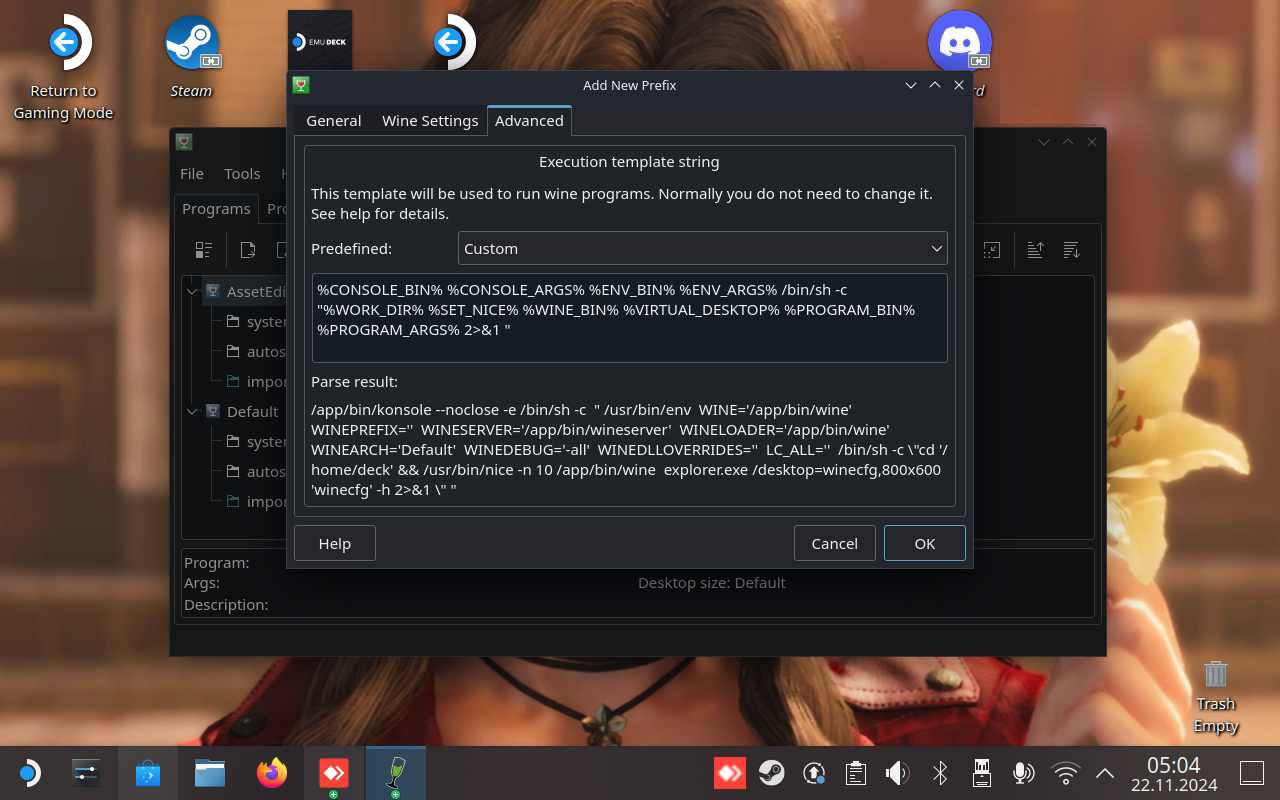 Return to
Gaming Mode
Steam
EMUDECK
rd
Add New Prefix
General Wine Settings Advanced
Execution template string
This template will be used to run wine programs. Normally you do not need to change it.
See help for details.
Predefined: Custom
%CONSOLE_BIN% %CONSOLE_ARGS% %ENV_BIN% %ENV_ARGS% /bin/sh -c
"%WORK_DIR% %SET_NICE% %WINE_BIN% %VIRTUAL_DESKTOP% %PROGRAM_BIN%
%PROGRAM_ARGS% 2>&1 "
Parse result:
/app/bin/konsole --noclose -e /bin/sh -c  " /usr/bin/env  WINE='/app/bin/wine'
WINEPREFIX=''  WINESERVER='/app/bin/wineserver'  WINELOADER='/app/bin/wine'
WINEARCH='Default'  WINEDEBUG='-all'  WINEDLLOVERRIDES=''  LC_ALL=''  /bin/sh -c \"cd '/
home/deck' && /usr/bin/nice -n 10 /app/bin/wine  explorer.exe /desktop=winecfg,800x600
'winecfg' -h 2>&1 \" "
Help Cancel OK
File Tools H
Programs Pr
AssetEdi
syster
autos
impor
Default
syster
autos
impor
Program:
Args: Desktop size: Default
Description:
Trash
Empty
05:04
22.11.2024